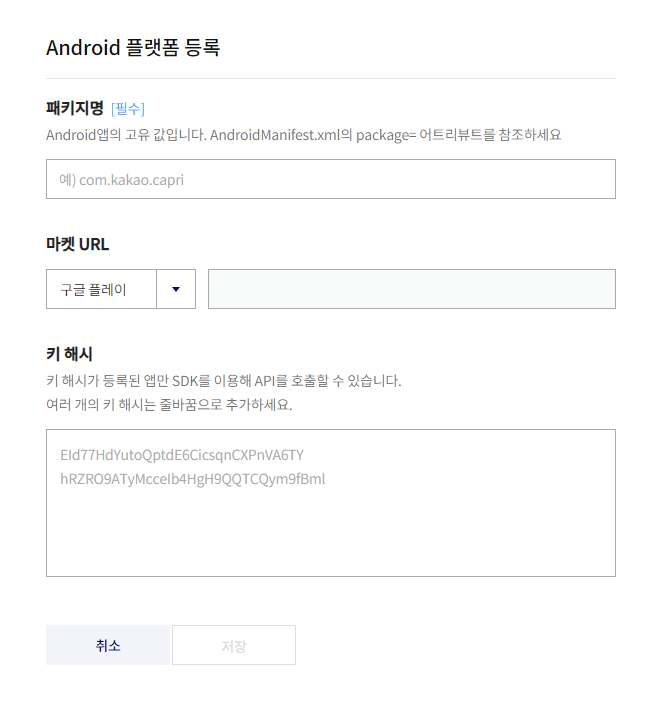 Android 플랫폼 등록
패키지명 [필수]
Android앱의 고유 값입니다. AndroidManifest.xml의 package= 어트리뷰트를 참조하세요
예) com.kakao.capri
마켓 URL
구글 플레이
키 해시
키 해시가 등록된 앱만 SDK를 이용해 API를 호출할 수 있습니다.
여러 개의 키 해시는 줄바꿈으로 추가하세요.
EId77HdYutoQptdE6CicsqnCXPnVA6TY
hRZRO9ATyMcceIb4HgH9QQTCQym9fBml
취소 저장